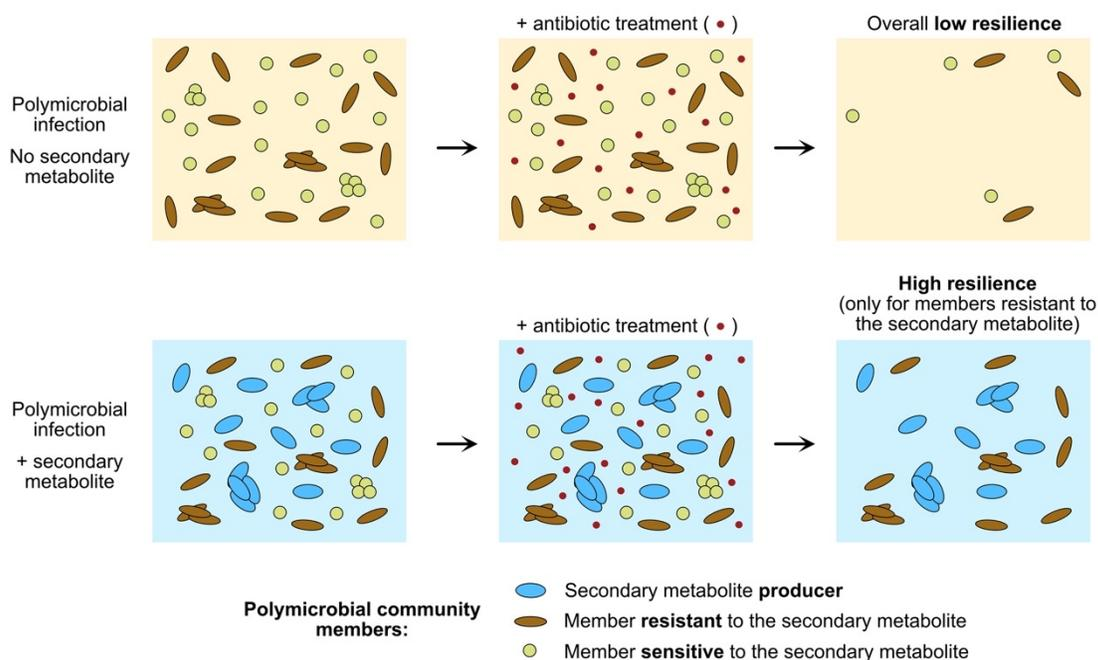 + antibiotic treatment ( • )
Overall low resilience
Polymicrobial
infection
No secondary
metabolite
High resilience
(only for members resistant to
the secondary metabolite)
+ antibiotic treatment ( • )
Polymicrobial
infection
+ secondary
metabolite
Polymicrobial community
members:
Secondary metabolite producer
Member resistant to the secondary metabolite
Member sensitive to the secondary metabolite